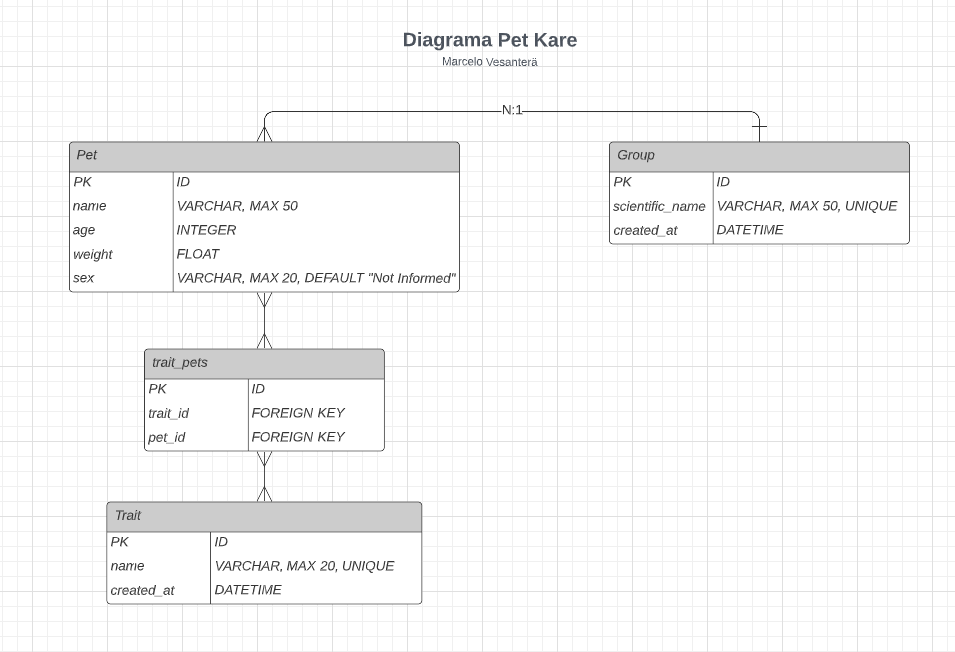 Diagrama Pet Kare
Marcelo Vesanterä
N:1
Pet
PK ID
name VARCHAR, MAX 50
age INTEGER
weight FLOAT
sex VARCHAR, MAX 20, DEFAULT "Not Informed"
Group
PK ID
scientific_name VARCHAR, MAX 50, UNIQUE
created_at DATETIME
trait_pets
PK ID
trait_id FOREIGN KEY
pet_id FOREIGN KEY
Trait
PK ID
name VARCHAR, MAX 20, UNIQUE
created_at DATETIME